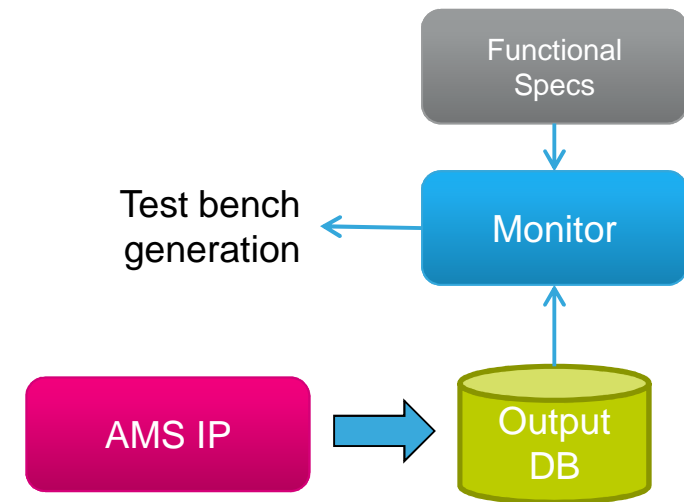 Functional
Specs
Test bench
generation
Monitor
AMS IP
Output
DB